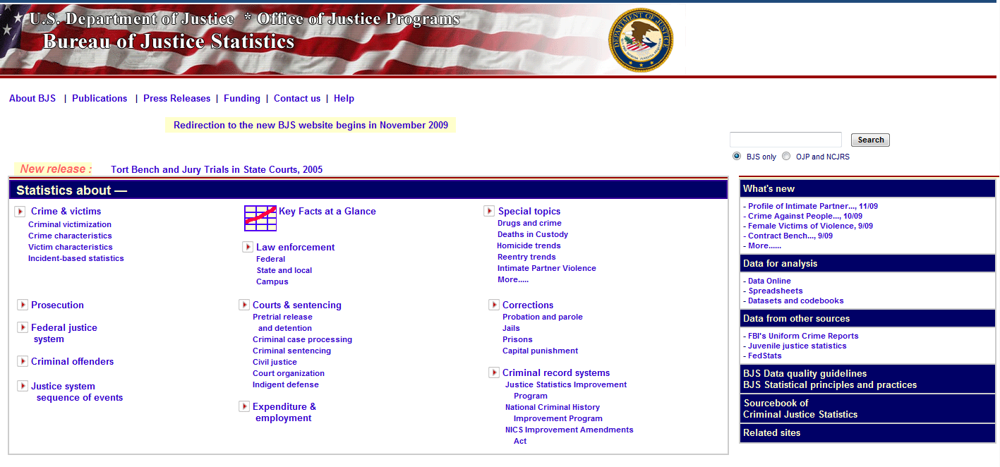 U.S. Department of Justice * Office of Justice Programs
Bureau of Justice Statistics
DEPARTMENT OF JUSTICE
About BJS | Publications | Press Releases | Funding | Contact us | Help
Redirection to the new BJS website begins in November 2009
Search
BJS only OJP and NCJRS
New release : Tort Bench and Jury Trials in State Courts, 2005
Statistics about —
Crime & victims
Criminal victimization
Crime characteristics
Victim characteristics
Incident-based statistics
Prosecution
Federal justice
system
Criminal offenders
Justice system
sequence of events
Key Facts at a Glance
Law enforcement
Federal
State and local
Campus
Courts & sentencing
Pretrial release
and detention
Criminal case processing
Criminal sentencing
Civil justice
Court organization
Indigent defense
Expenditure &
employment
Special topics
Drugs and crime
Deaths in Custody
Homicide trends
Reentry trends
Intimate Partner Violence
More.....
Corrections
Probation and parole
Jails
Prisons
Capital punishment
Criminal record systems
Justice Statistics Improvement
Program
National Criminal History
Improvement Program
NICS Improvement Amendments
Act
What's new
- Profile of Intimate Partner..., 11/09
- Crime Against People..., 10/09
- Female Victims of Violence, 9/09
- Contract Bench..., 9/09
- More......
Data for analysis
- Data Online
- Spreadsheets
- Datasets and codebooks
Data from other sources
- FBI's Uniform Crime Reports
- Juvenile justice statistics
- FedStats
BJS Data quality guidelines
BJS Statistical principles and practices
Sourcebook of
Criminal Justice Statistics
Related sites